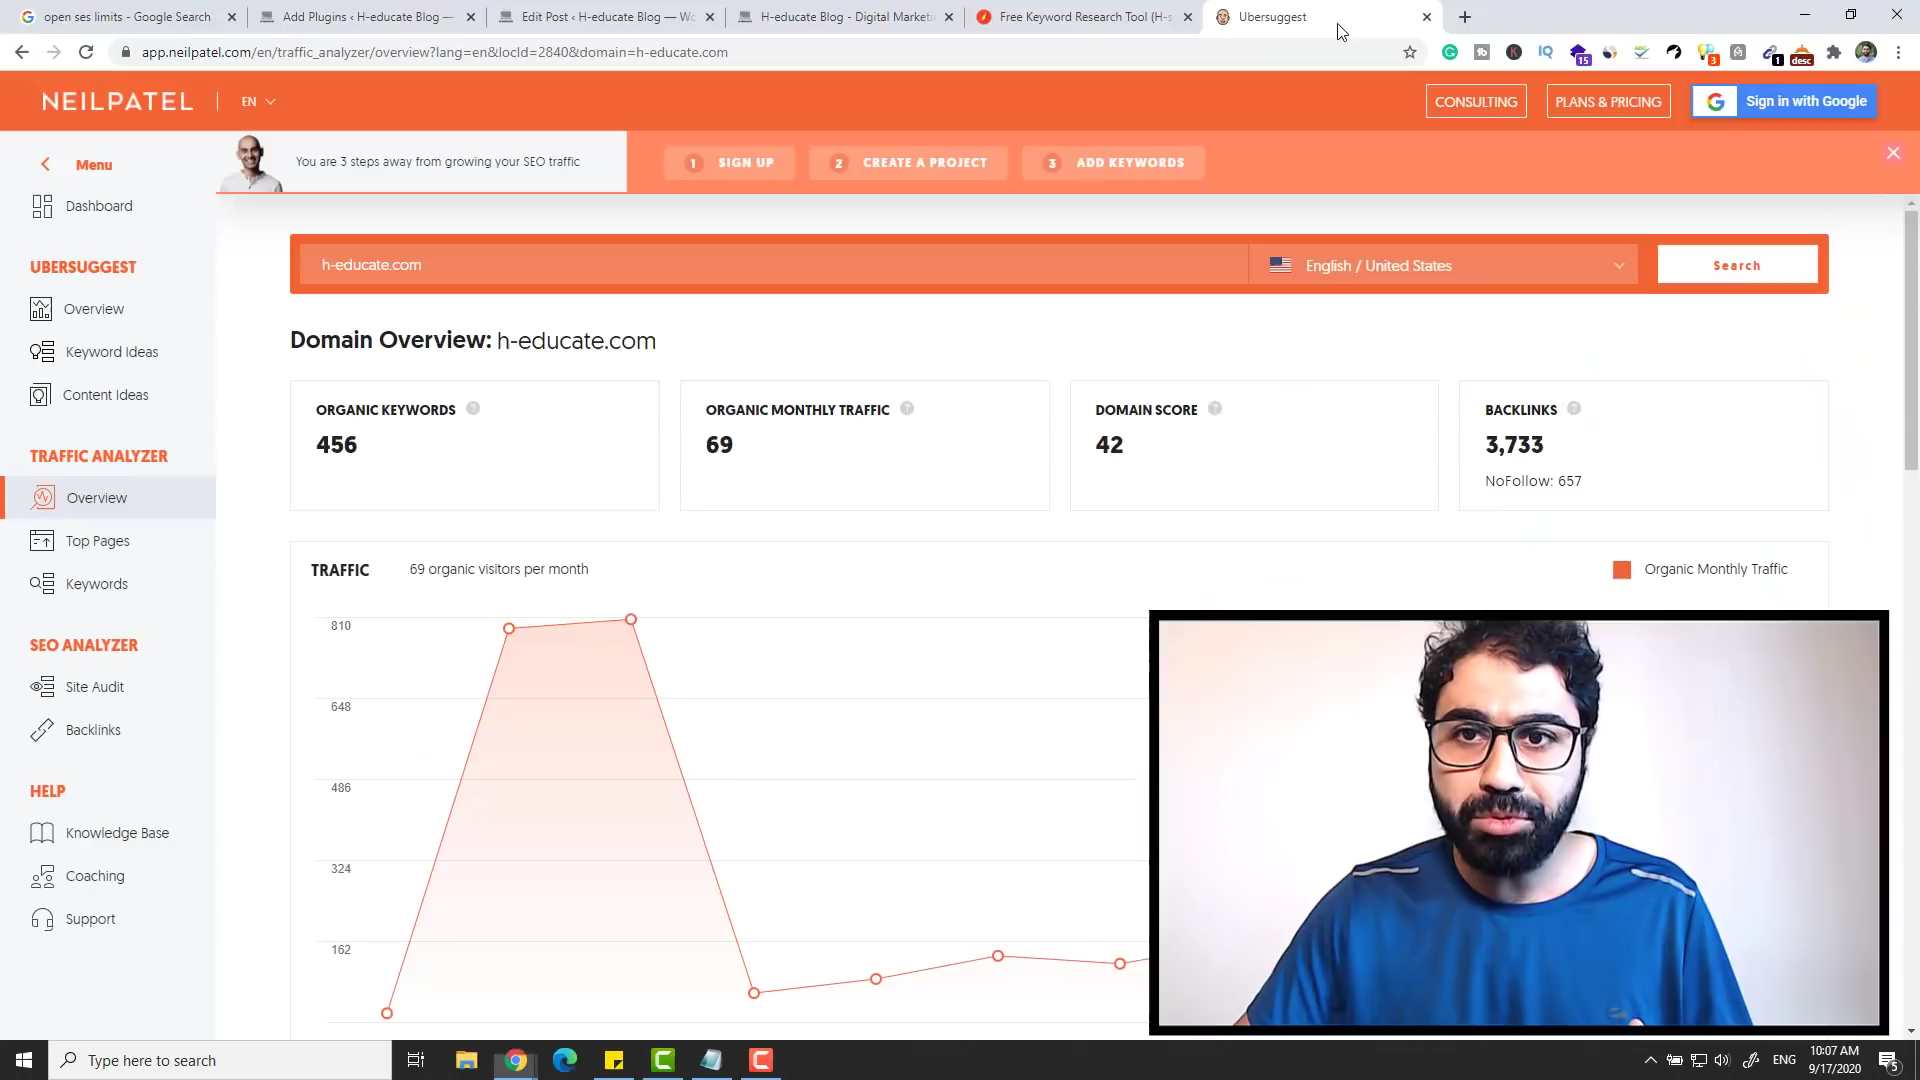 open ses limits - Google Search
Add Plugins ‹ H-educate Blog —
Edit Post ‹ H-educate Blog — Wo
H-educate Blog - Digital Marketi
Free Keyword Research Tool (H-s
Ubersuggest
app.neilpatel.com/en/traffic_analyzer/overview?lang=en&locId=2840&domain=h-educate.com
15
3
1
desc
NEILPATEL
EN
CONSULTING
PLANS & PRICING
Sign in with Google
Menu
You are 3 steps away from growing your SEO traffic
1 SIGN UP
2 CREATE A PROJECT
3 ADD KEYWORDS
Dashboard
UBERSUGGEST
Overview
Keyword Ideas
Content Ideas
TRAFFIC ANALYZER
Overview
Top Pages
Keywords
SEO ANALYZER
Site Audit
Backlinks
HELP
Knowledge Base
Coaching
Support
h-educate.com
English / United States
Search
Domain Overview: h-educate.com
ORGANIC KEYWORDS
456
ORGANIC MONTHLY TRAFFIC
69
DOMAIN SCORE
42
BACKLINKS
3,733
NoFollow: 657
TRAFFIC
69 organic visitors per month
Organic Monthly Traffic
810
648
486
324
162
Type here to search
ENG
10:07 AM
9/17/2020
5